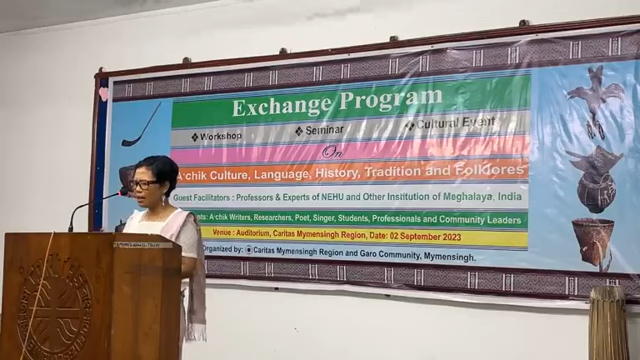 Exchange Program
❖ Workshop ❖ Seminar ❖ Cultural Event
On
A·chik Culture, Language, History, Tradition and Folklores
Guest Facilitators : Professors & Experts of NEHU and Other Institution of Meghalaya, India
nts: A·chik Writers, Researchers, Poet, Singer, Students, Professionals and Community Leaders
Venue : Auditorium, Caritas Mymensingh Region, Date: 02 September 2023
Organized by: Caritas Mymensingh Region and Garo Community, Mymensingh.